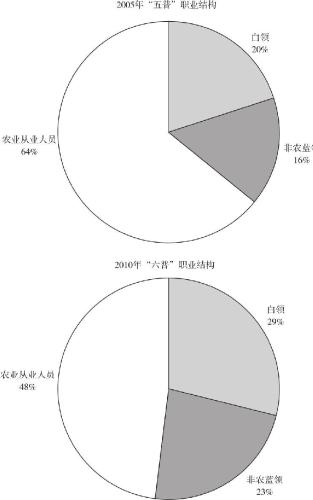 2005年“五普”职业结构
白领
20%
农业从业人员
64%
非农蓝
16%
2010年“六普”职业结构
白领
29%
农业从业人员
48%
非农蓝领
23%